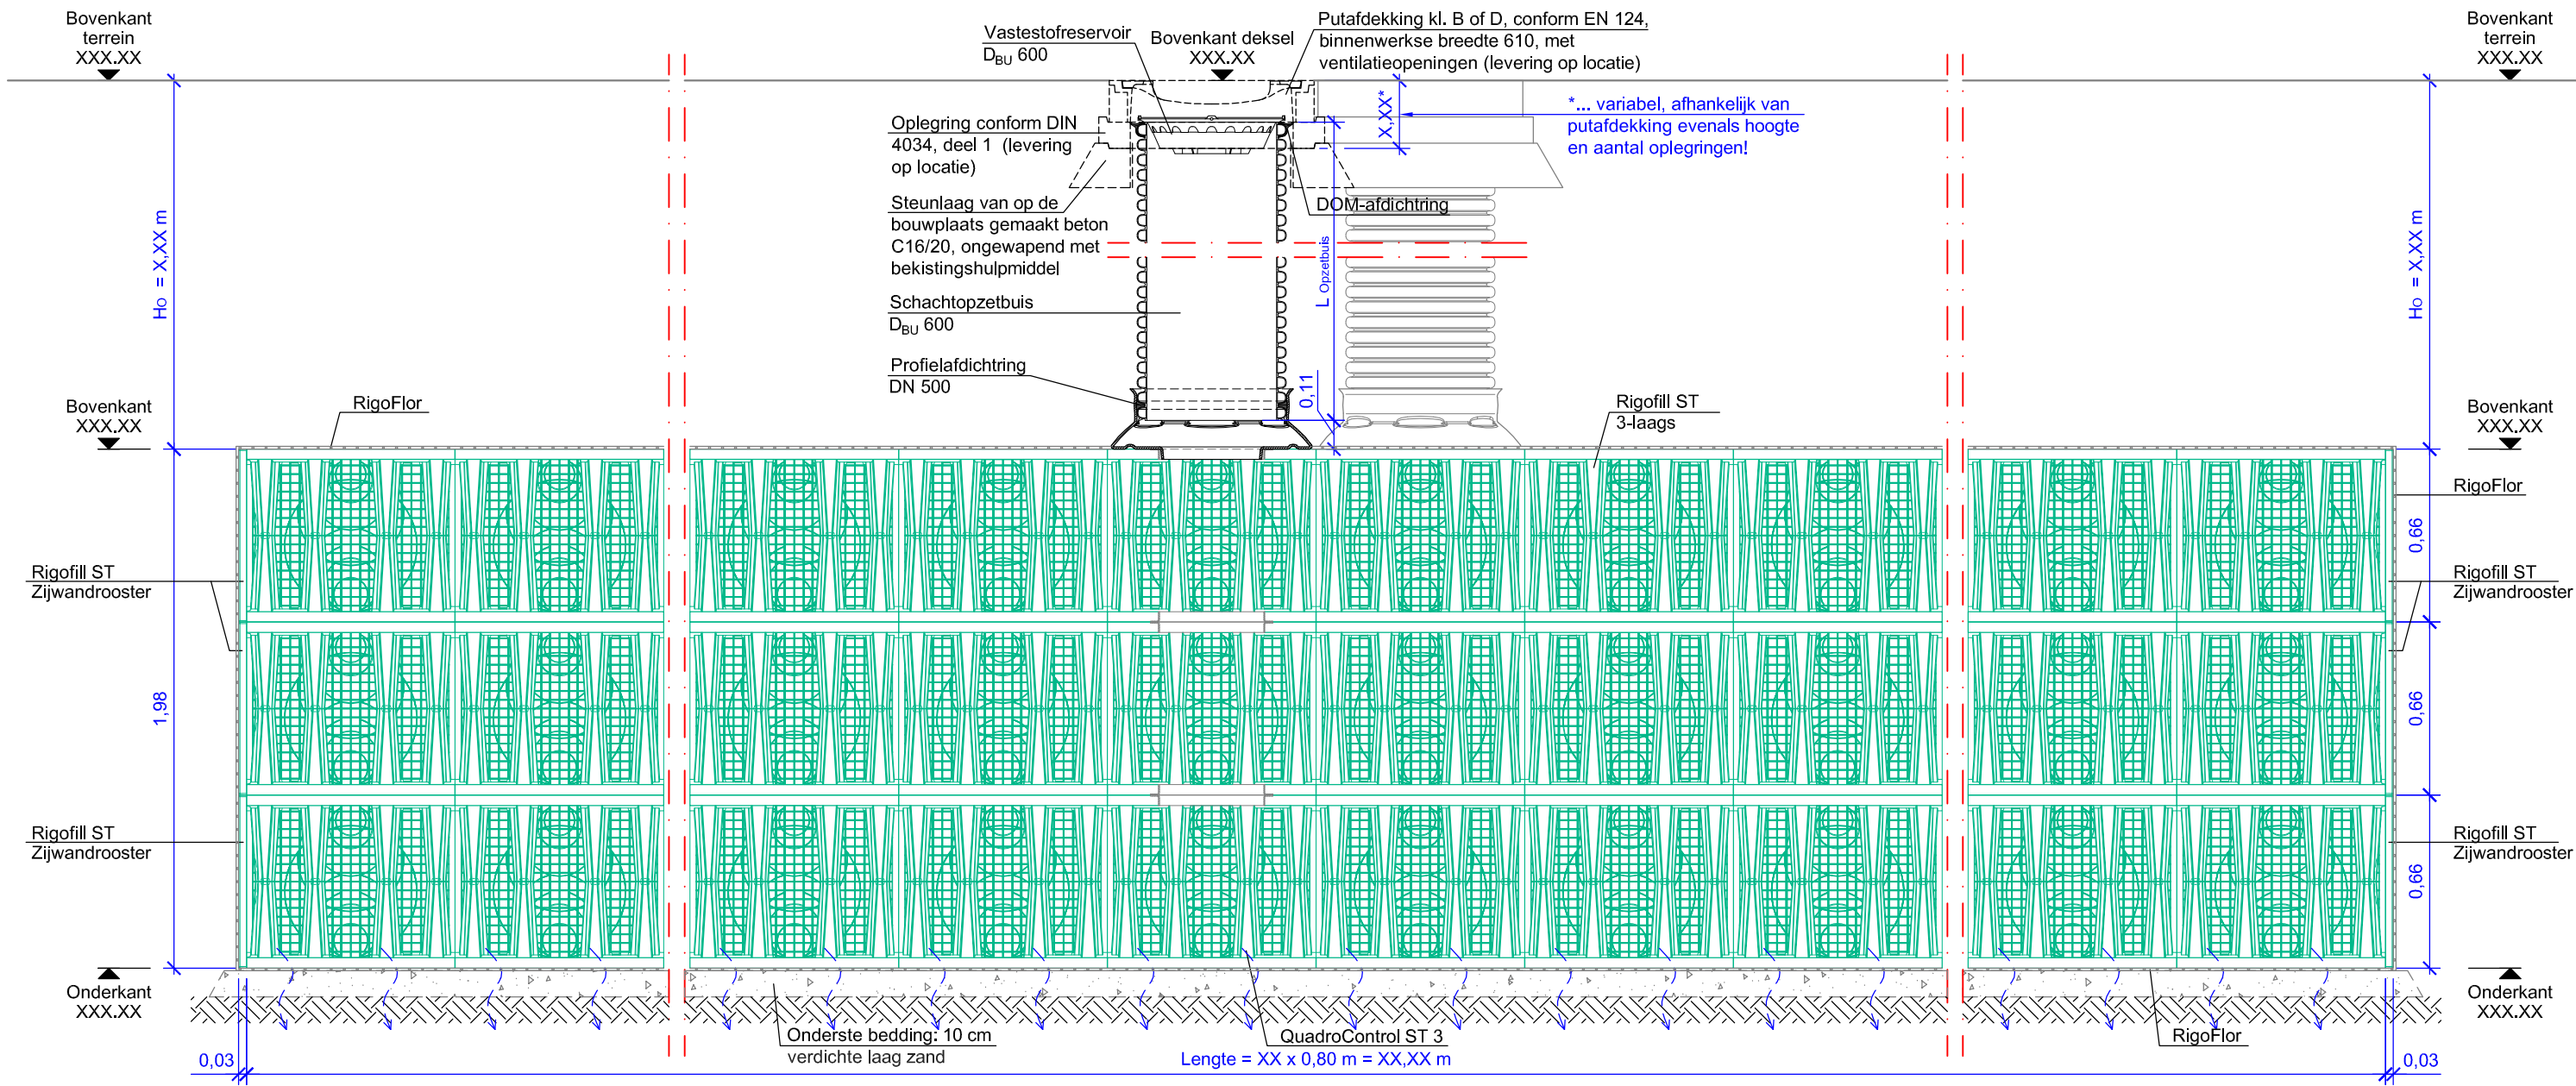 Bovenkant
terrein
XXX.XX
Vastestofreservoir
DBU 600
Bovenkant deksel
XXX.XX
Putafdekking kl. B of D, conform EN 124,
binnenwerkse breedte 610, met
ventilatieopeningen (levering op locatie)
Bovenkant
terrein
XXX.XX
Oplegring conform DIN
4034, deel 1 (levering
op locatie)
X,XX*
*... variabel, afhankelijk van
putafdekking evenals hoogte
en aantal oplegringen!
Steunlaag van op de
bouwplaats gemaakt beton
C16/20, ongewapend met
bekistingshulpmiddel
DOM-afdichtring
HO = X,XX m
L Opzetbuis
HO = X,XX m
Schachtopzetbuis
DBU 600
Profielafdichtring
DN 500
0,11
Bovenkant
XXX.XX
RigoFlor
Rigofill ST
3-laags
Bovenkant
XXX.XX
RigoFlor
0,66
Rigofill ST
Zijwandrooster
Rigofill ST
Zijwandrooster
1,98
0,66
Rigofill ST
Zijwandrooster
Rigofill ST
Zijwandrooster
0,66
Onderkant
XXX.XX
Onderkant
XXX.XX
Onderste bedding: 10 cm
verdichte laag zand
QuadroControl ST 3
RigoFlor
0,03
Lengte = XX x 0,80 m = XX,XX m
0,03